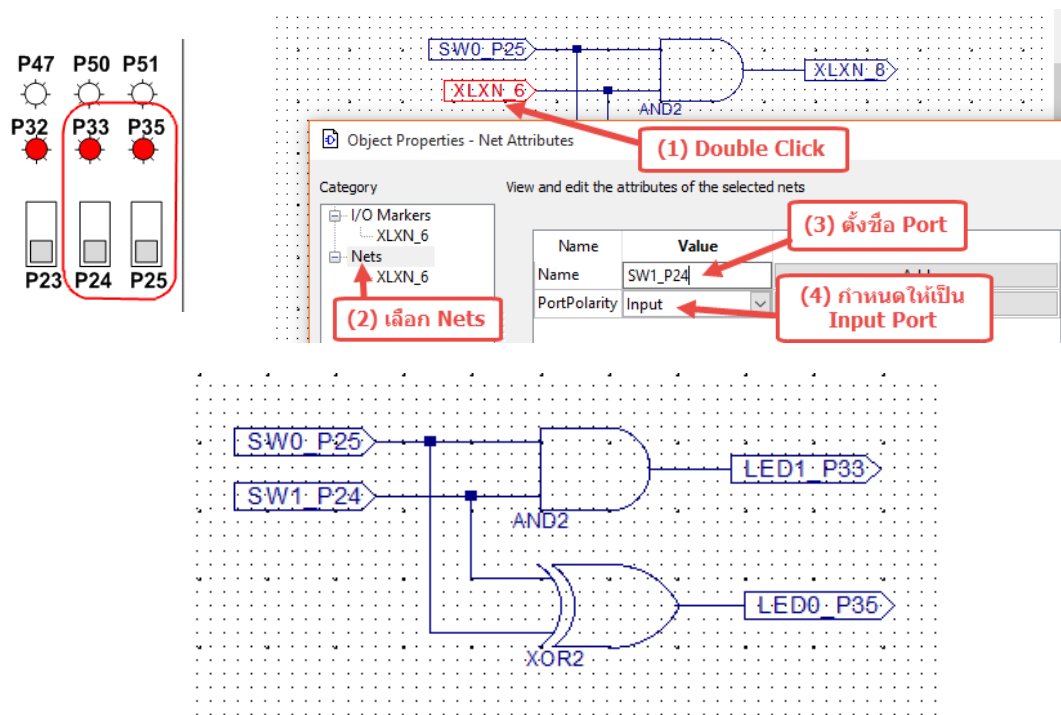 P47 P50 P51
P32 P33 P35
P23 P24 P25
SW0_P25
XLXN_6
XLXN_8
AND2
Object Properties - Net Attributes
(1) Double Click
Category
View and edit the attributes of the selected nets
I/O Markers
XLXN_6
Nets
XLXN_6
(2) เลือก Nets
Name Value
Name SW1_P24
PortPolarity Input
(3) ตั้งชื่อ Port
(4) กำหนดให้เป็น
Input Port
SW0_P25
SW1_P24
AND2
LED1_P33
XOR2
LED0_P35